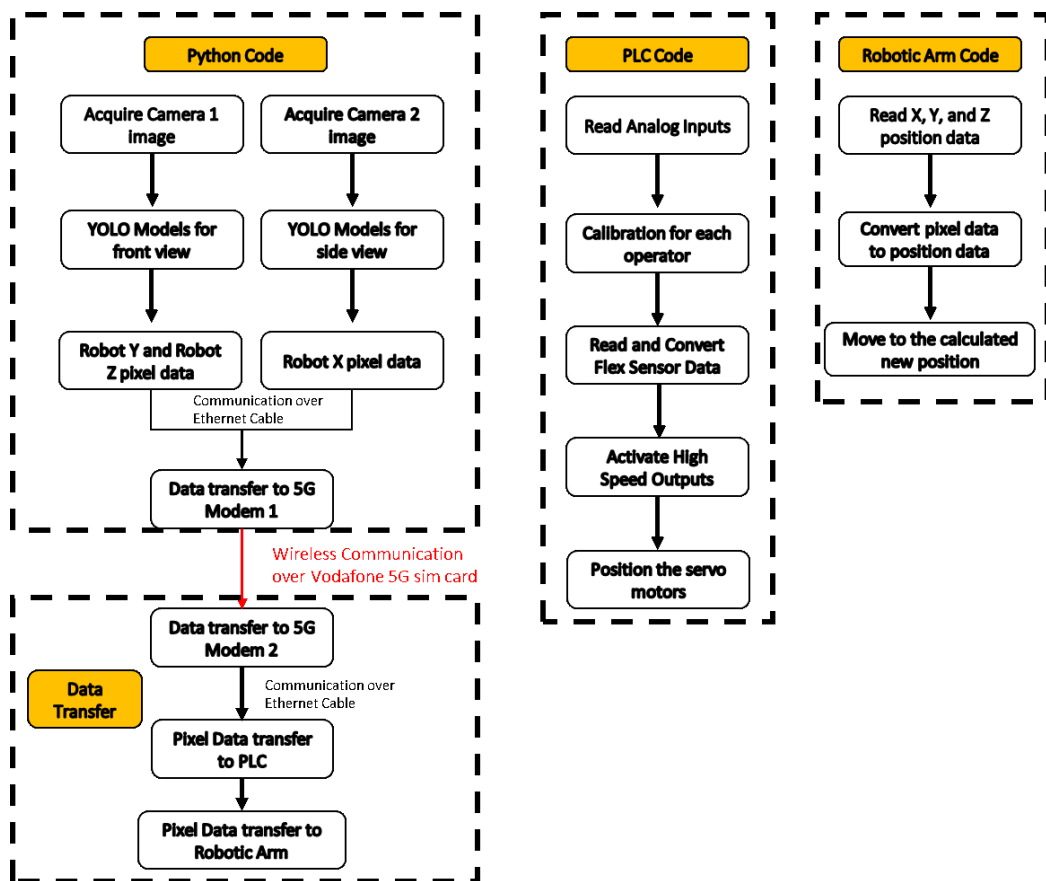 Python Code
Acquire Camera 1
image
Acquire Camera 2
image
YOLO Models for
front view
YOLO Models for
side view
Robot Y and Robot
Z pixel data
Robot X pixel data
Communication over
Ethernet Cable
Data transfer to 5G
Modem 1
Wireless Communication
over Vodafone 5G sim card
Data transfer to 5G
Modem 2
Data
Transfer
Communication over
Ethernet Cable
Pixel Data transfer
to PLC
Pixel Data transfer to
Robotic Arm
PLC Code
Read Analog Inputs
Calibration for each
operator
Read and Convert
Flex Sensor Data
Activate High
Speed Outputs
Position the servo
motors
Robotic Arm Code
Read X, Y, and Z
position data
Convert pixel data
to position data
Move to the calculated
new position